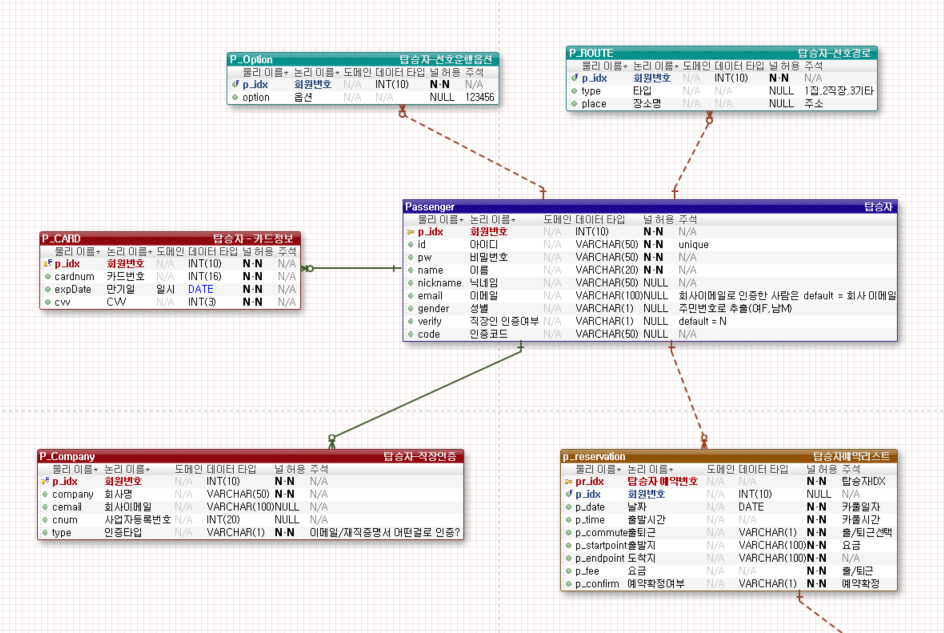 P_Option 탑승자-선호운행옵션
물리 이름* 논리 이름* 도메인 데이터 타입 널 허용 주석
p_idx 회원번호 N/A INT(10) N·N N/A
option 옵션 N/A N/A NULL 123456
P_ROUTE 탑승자-선호경로
물리 이름* 논리 이름* 도메인 데이터 타입 널 허용 주석
p_idx 회원번호 N/A INT(10) N·N N/A
type 타입 N/A N/A NULL 1집,2직장,3기타
place 장소명 N/A N/A NULL 주소
Passenger 탑승자
물리 이름* 논리 이름* 도메인 데이터 타입 널 허용 주석
p_idx 회원번호 N/A INT(10) N·N N/A
id 아이디 N/A VARCHAR(50) N·N unique
pw 비밀번호 N/A VARCHAR(50) N·N N/A
name 이름 N/A VARCHAR(20) N·N N/A
nickname 닉네임 N/A VARCHAR(50) NULL N/A
email 이메일 N/A VARCHAR(100) NULL 회사이메일로 인증한 사람은 default = 회사 이메일
gender 성별 N/A VARCHAR(1) NULL 주민번호로 추출(여F,남M)
verify 직장인 인증여부 N/A VARCHAR(1) NULL default = N
code 인증코드 N/A VARCHAR(50) NULL N/A
P_CARD 탑승자 - 카드정보
물리 이름* 논리 이름* 도메인 데이터 타입 널 허용 주석
p_idx 회원번호 N/A INT(10) N·N N/A
cardnum 카드번호 N/A INT(16) N·N N/A
expDate 만기일 일시 DATE N·N N/A
cvv CVV N/A INT(3) N·N N/A
P_Company 탑승자-직장인증
물리 이름* 논리 이름* 도메인 데이터 타입 널 허용 주석
p_idx 회원번호 N/A INT(10) N·N N/A
company 회사명 N/A VARCHAR(50) N·N N/A
cemail 회사이메일 N/A VARCHAR(100) NULL N/A
cnum 사업자등록번호 N/A INT(20) NULL N/A
type 인증타입 N/A VARCHAR(1) N·N 이메일/재직증명서 어떤걸로 인증?
p_reservation 탑승자예약리스트
물리 이름* 논리 이름* 도메인 데이터 타입 널 허용 주석
pr_idx 탑승자 예약번호 N/A N/A N·N 탑승자IDX
p_idx 회원번호 N/A INT(10) NULL N/A
p_date 날짜 N/A DATE N·N 카풀일자
p_time 출발시간 N/A N/A N·N 카풀시간
p_commute 출퇴근 N/A N/A N·N 출/퇴근선택
p_startpoint 출발지 N/A VARCHAR(100) N·N 요금
p_endpoint 도착지 N/A VARCHAR(100) N·N N/A
p_fee 요금 N/A N/A N·N 출/퇴근
p_confirm 예약확정여부 N/A VARCHAR(1) N·N 예약확정